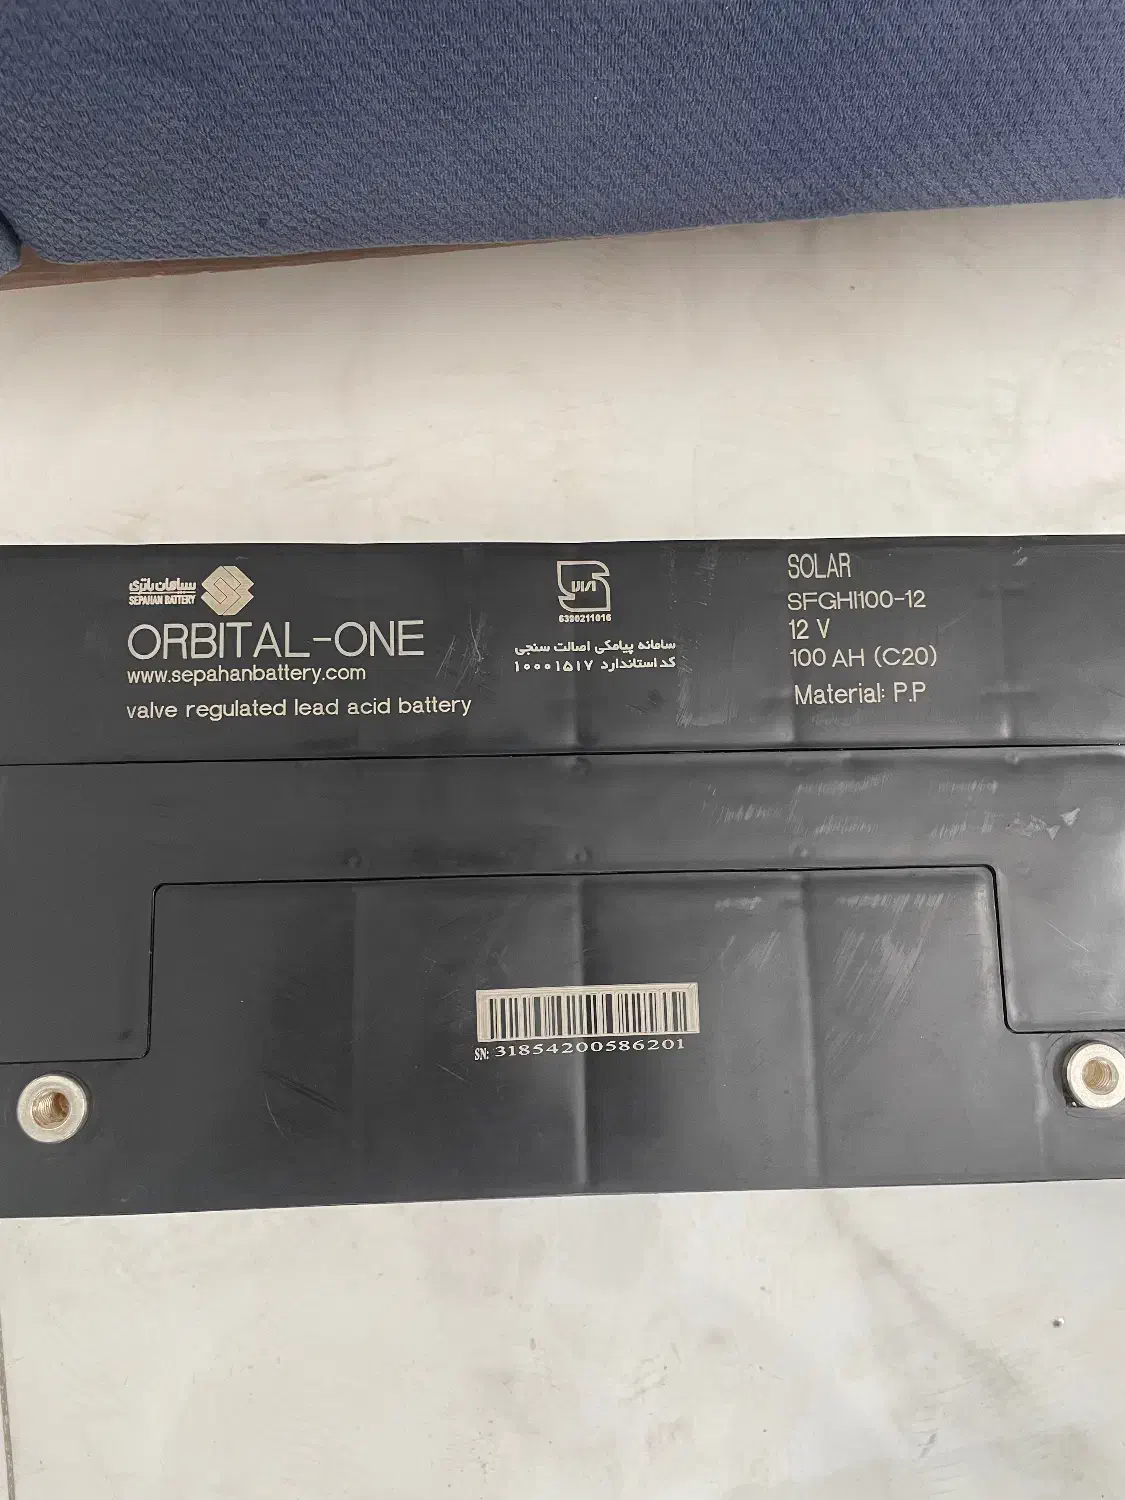 سپاهان باتری
SEPAHAN BATTERY
ORBITAL-ONE
www.sepahanbattery.com
valve regulated lead acid battery
6390211016
سامانه پیامکی اصالت سنجی
کد استاندارد ۱۰۰۰۱۵۱۷
SOLAR
SFGHI100-12
12 V
100 AH (C20)
Material: P.P
SN: 31854200586201